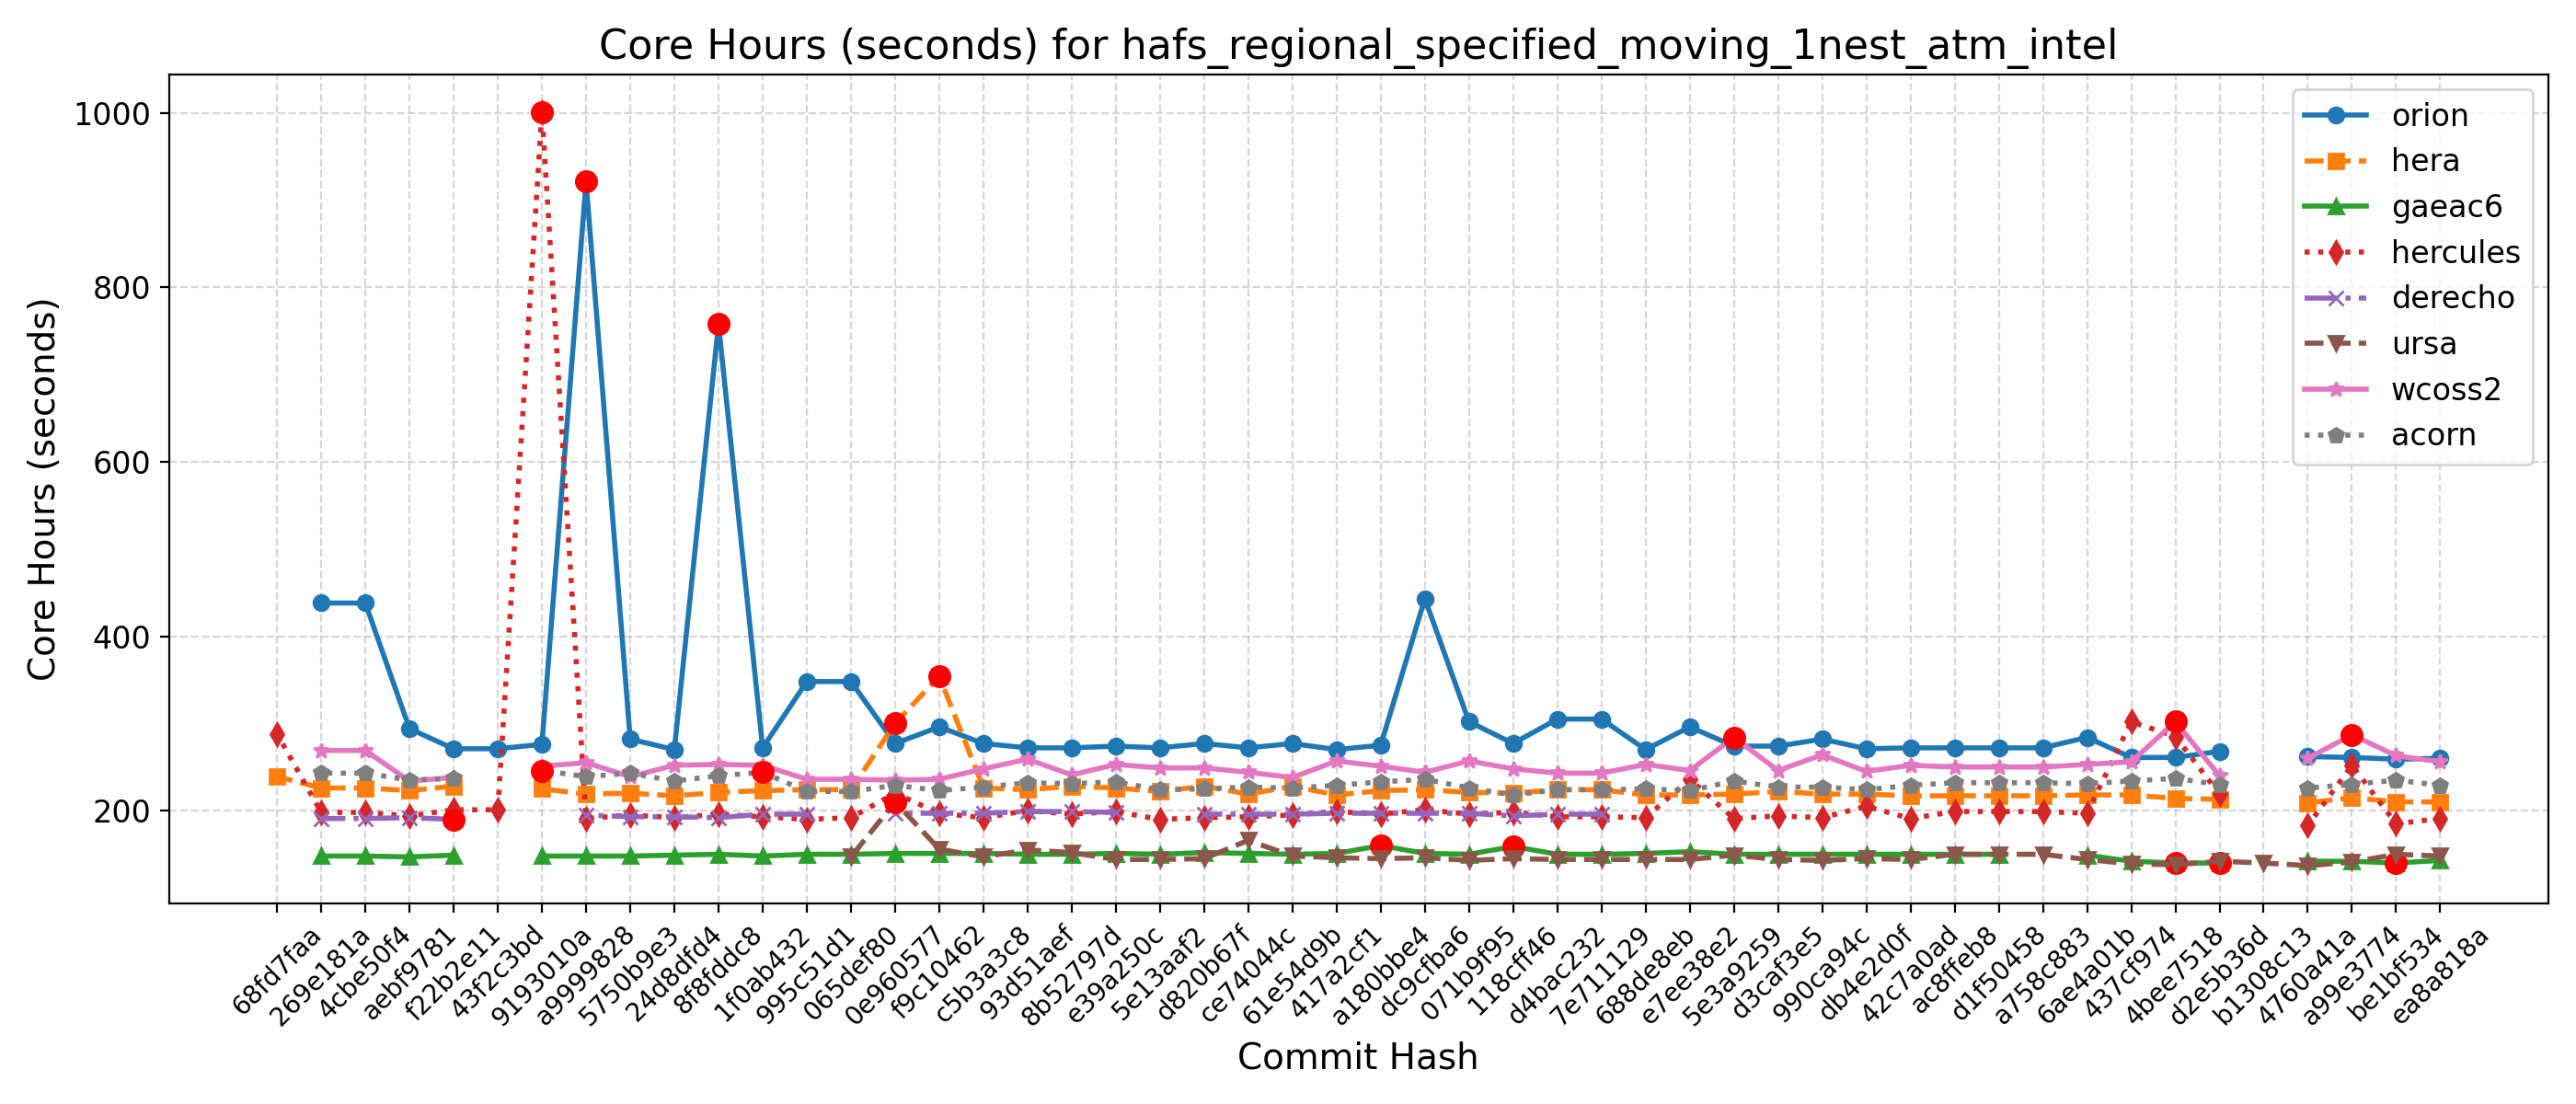 Core Hours (seconds) for hafs_regional_specified_moving_1nest_atm_intel
Core Hours (seconds)
1000
800
600
400
200
orion
hera
gaeac6
hercules
derecho
ursa
wcoss2
acorn
68fd7faa
269e181a
4cbe50f4
aebf9781
f22b2e11
43f2c3bd
9193010a
a9999828
5750b9e3
24d8dfd4
8f8fddc8
1f0ab432
995c51d1
065def80
0e960577
f9c10462
c5b3a3c8
93d51aef
8b52797d
e39a250c
5e13aaf2
d820b67f
ce74044c
61e54d9b
417a2cf1
a180bbe4
dc9cfba6
071b9f95
118cff46
d4bac232
7e711129
688de8eb
e7ee38e2
5e3a9259
d3caf3e5
990ca94c
db4e2d0f
42c7a0ad
ac8ffeb8
d1f50458
a758c883
6ae4a01b
437cf974
4bee7518
d2e5b36d
b1308c13
4760a41a
a99e3774
be1bf534
ea8a818a
Commit Hash